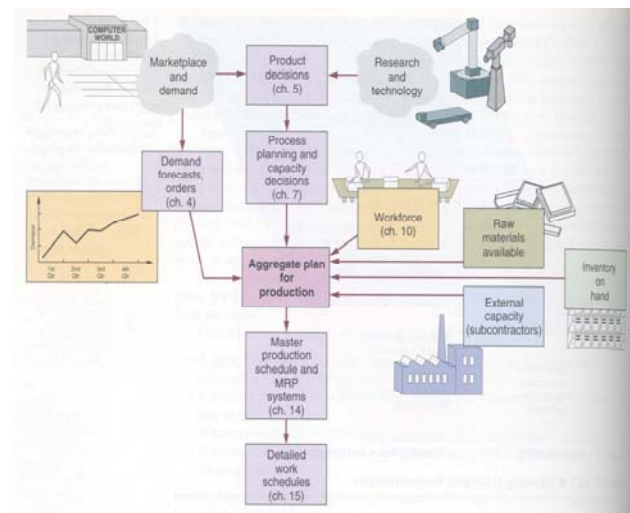 COMPUTER
WORLD
Marketplace
and
demand
Product
decisions
(ch. 5)
Research
and
technology
Demand
forecasts,
orders
(ch. 4)
Process
planning and
capacity
decisions
(ch. 7)
Workforce
(ch. 10)
Raw
materials
available
Demand
1st
Qtr
2nd
Qtr
3rd
Qtr
4th
Qtr
Aggregate plan
for
production
Inventory
on
hand
External
capacity
(subcontractors)
Master
production
schedule and
MRP
systems
(ch. 14)
Detailed
work
schedules
(ch. 15)